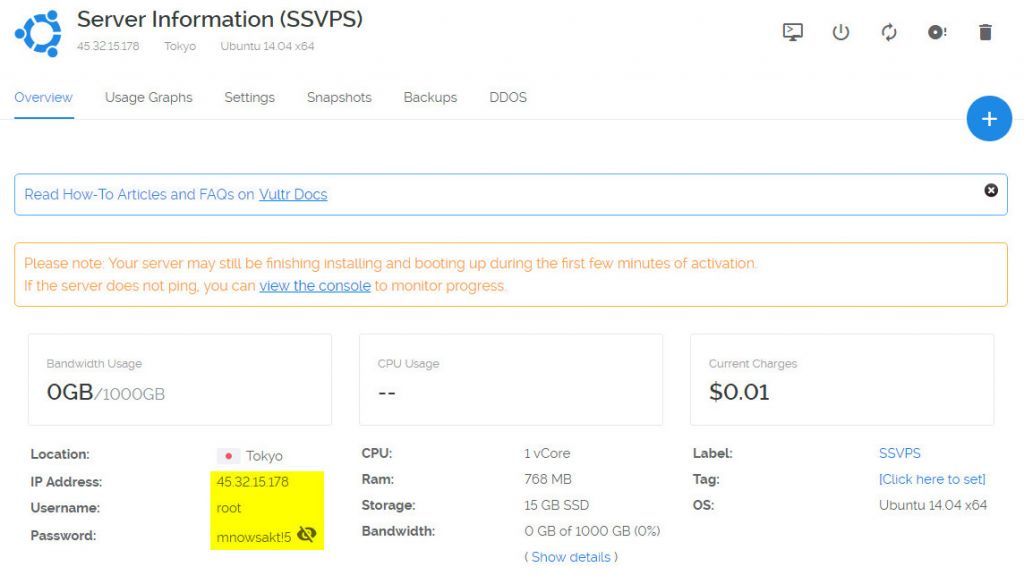 Server Information (SSVPS)
45.32.15.178 Tokyo Ubuntu 14.04 x64
Overview Usage Graphs Settings Snapshots Backups DDOS
+
Read How-To Articles and FAQs on Vultr Docs
Please note: Your server may still be finishing installing and booting up during the first few minutes of activation.
If the server does not ping, you can view the console to monitor progress.
Bandwidth Usage
0GB/1000GB
CPU Usage
--
Current Charges
$0.01
Location: Tokyo
IP Address: 45.32.15.178
Username: root
Password: mnowsakt!5
CPU: 1 vCore
Ram: 768 MB
Storage: 15 GB SSD
Bandwidth: 0 GB of 1000 GB (0%)
( Show details )
Label: SSVPS
Tag: [Click here to set]
OS: Ubuntu 14.04 x64